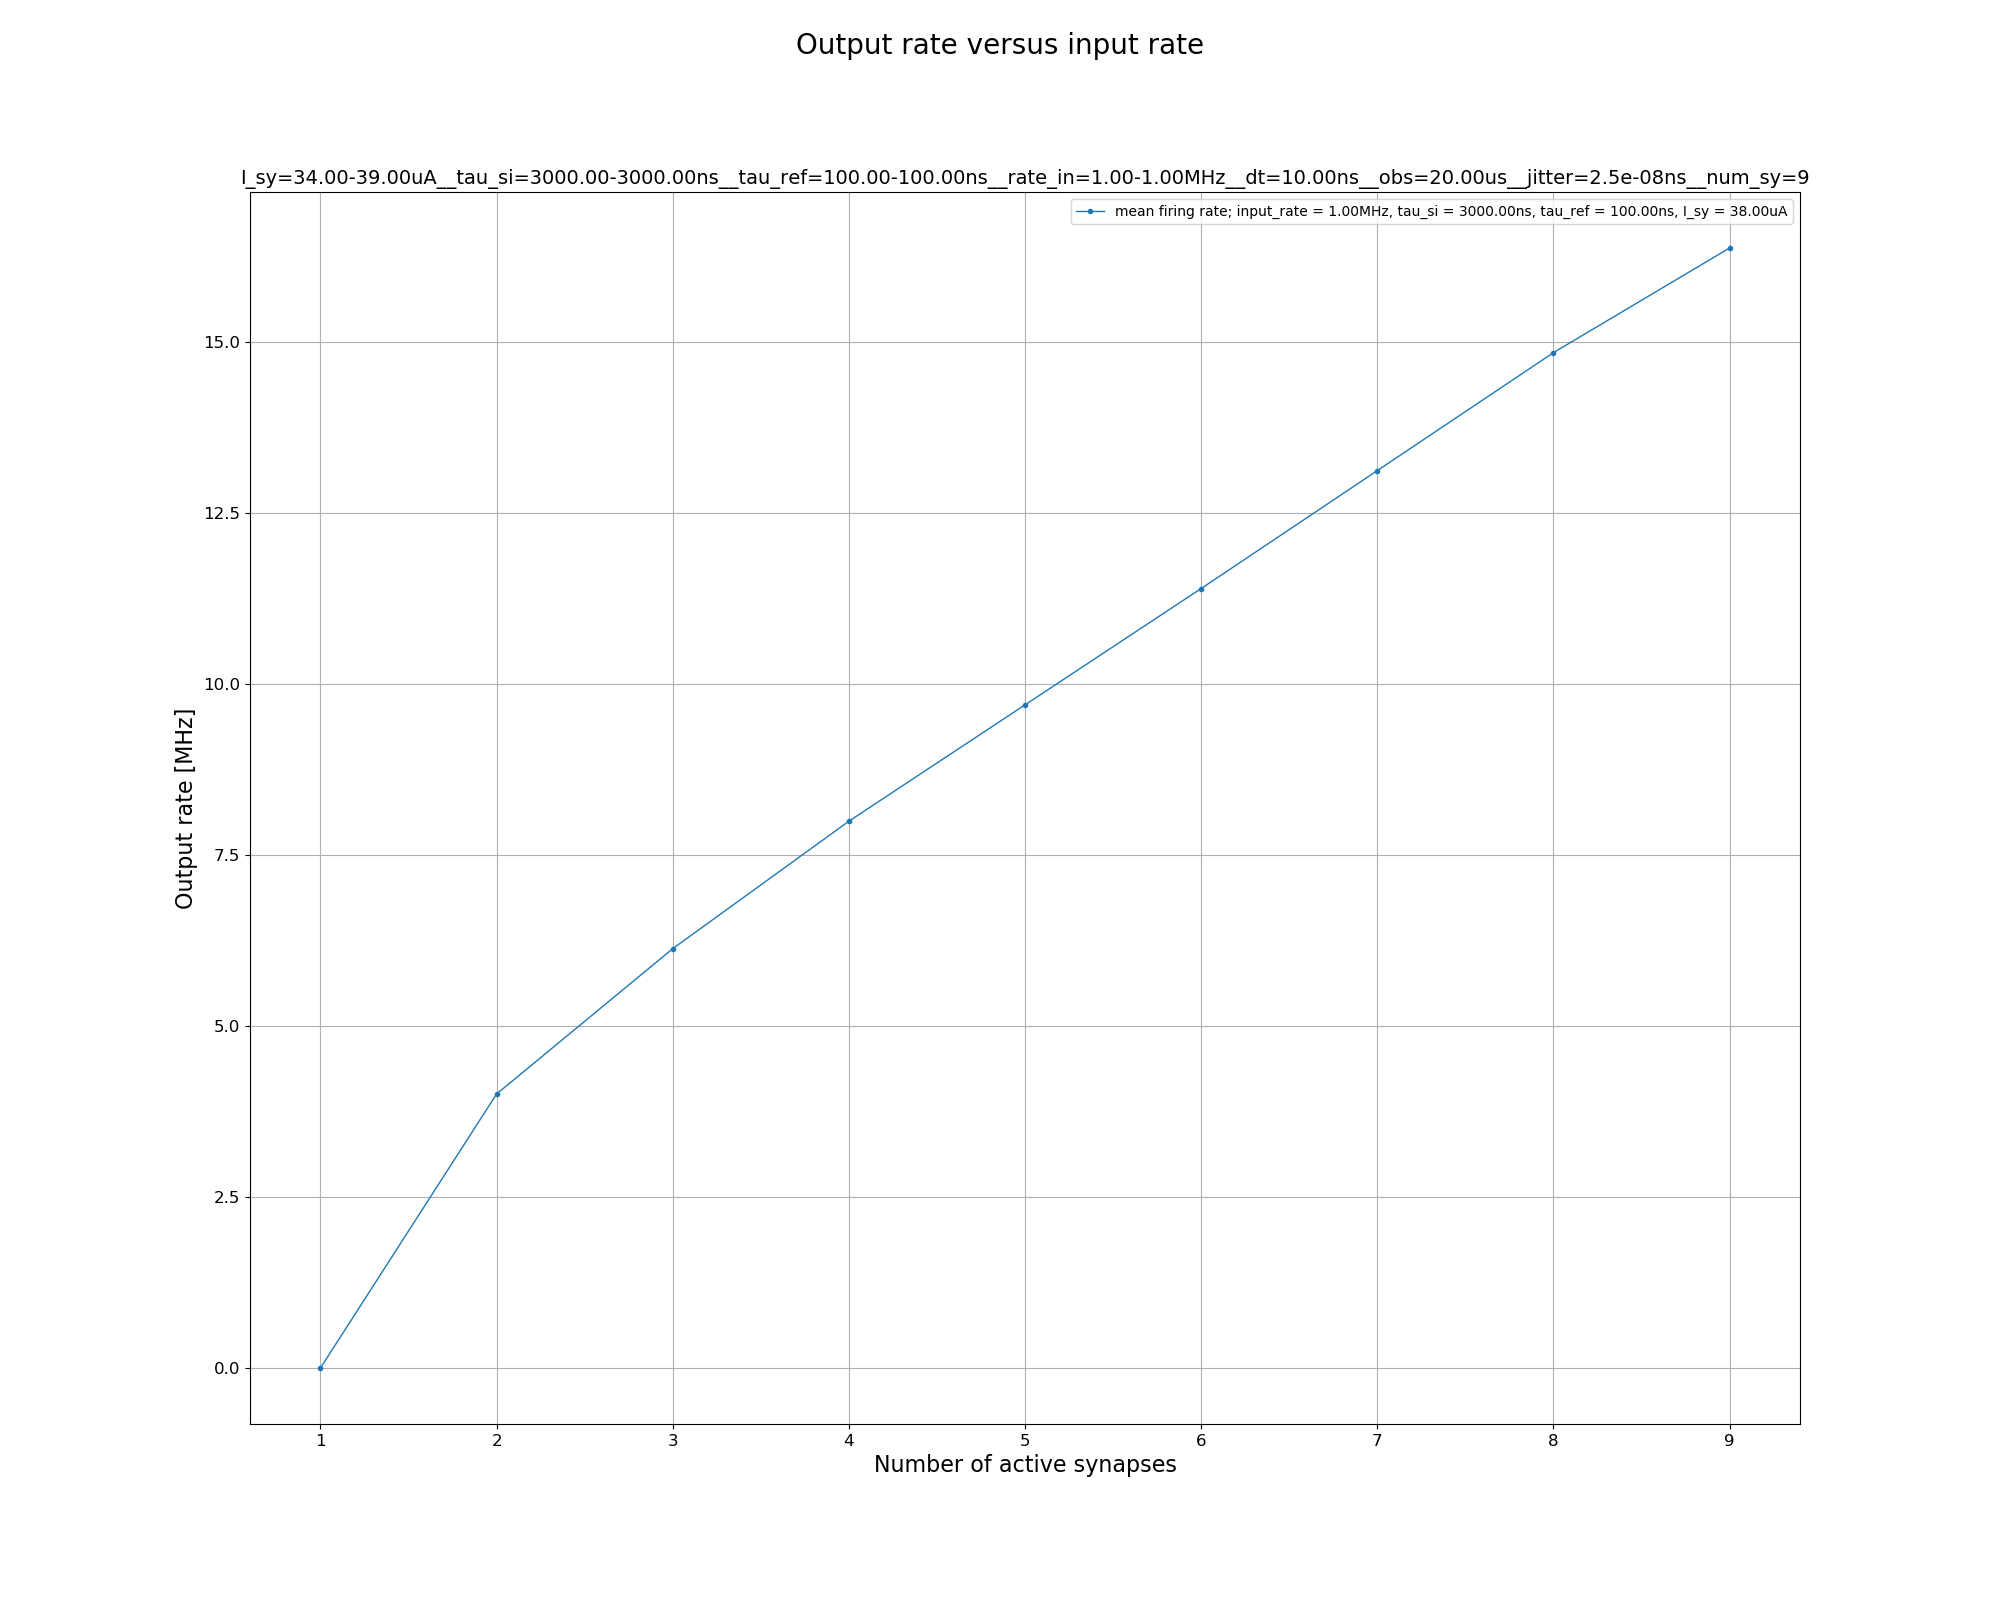 Output rate versus input rate
I_sy=34.00-39.00uA__tau_si=3000.00-3000.00ns__tau_ref=100.00-100.00ns__rate_in=1.00-1.00MHz__dt=10.00ns__obs=20.00us__jitter=2.5e-08ns__num_sy=9
mean firing rate; input_rate = 1.00MHz, tau_si = 3000.00ns, tau_ref = 100.00ns, I_sy = 38.00uA
Output rate [MHz]
15.0
12.5
10.0
7.5
5.0
2.5
0.0
1 2 3 4 5 6 7 8 9
Number of active synapses